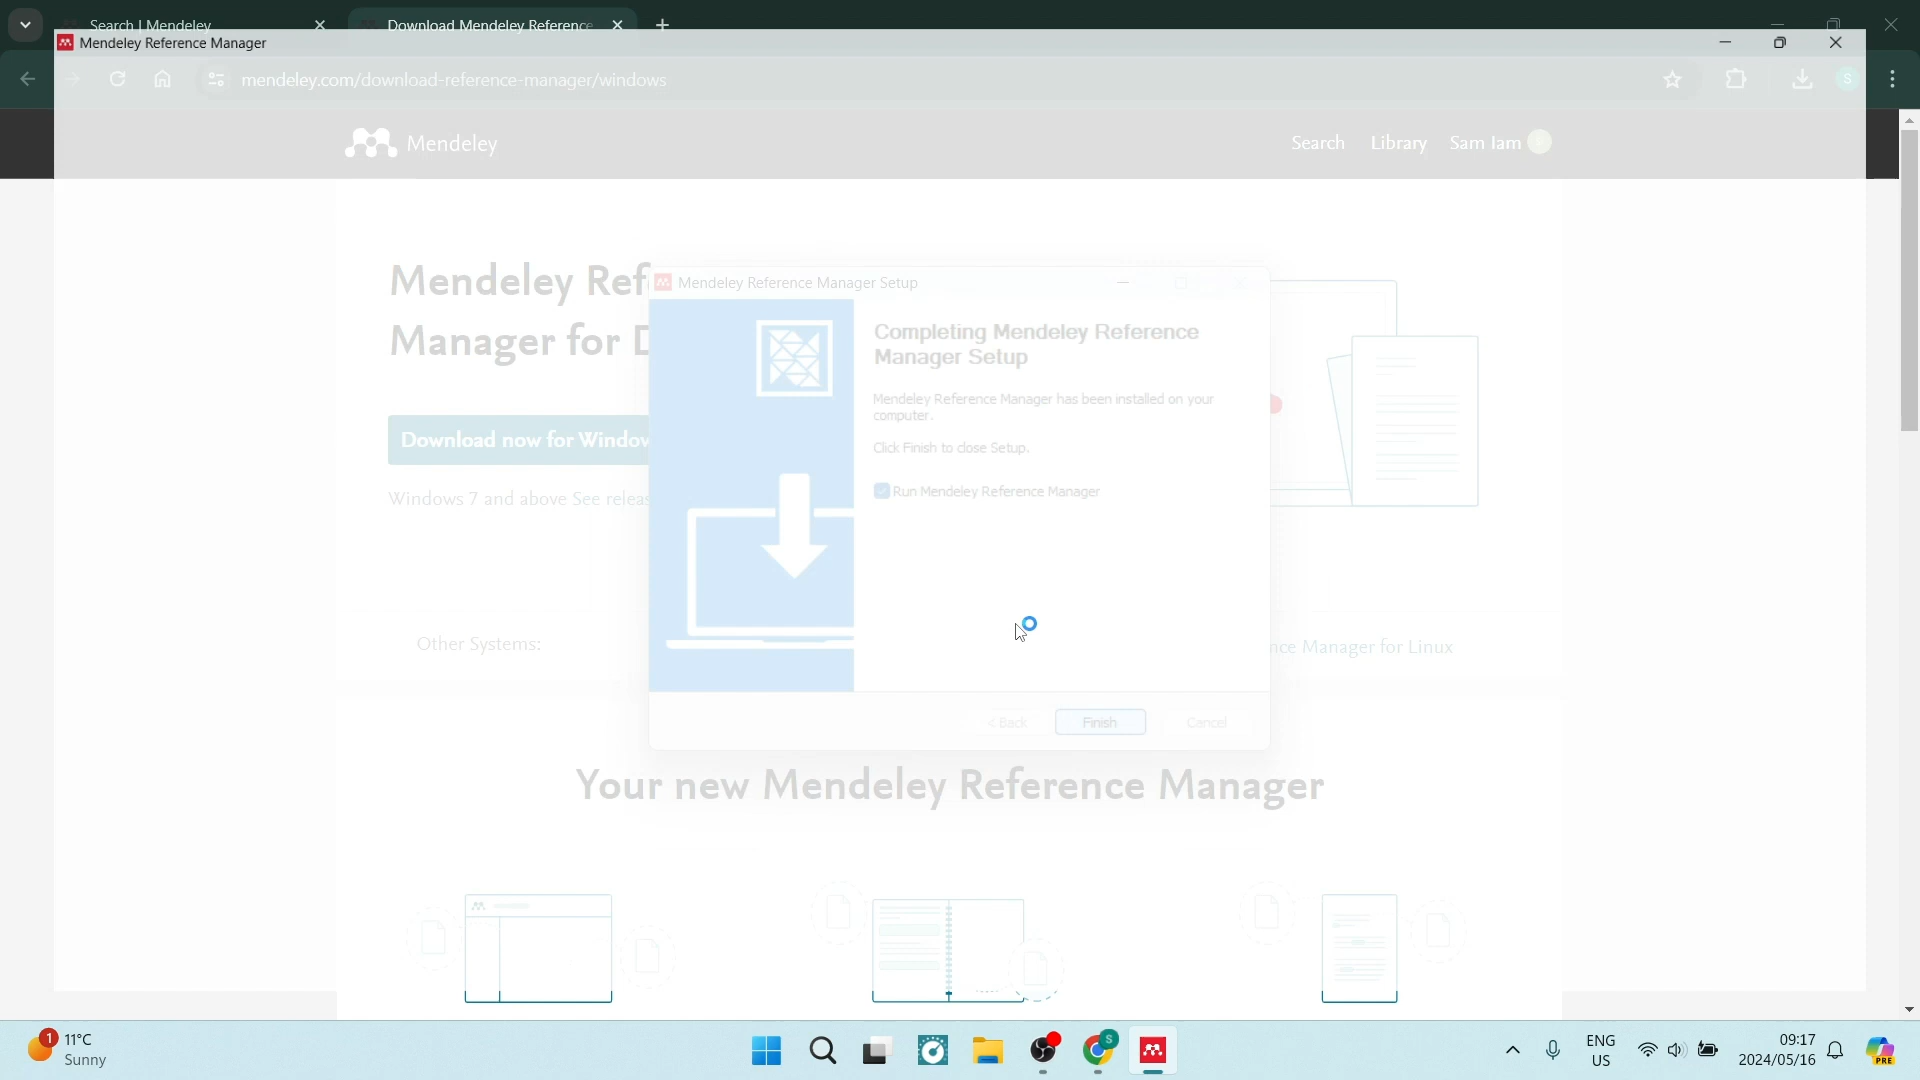 Search | Mendeley
Download Mendeley Reference
Mendeley Reference Manager
mendeley.com/download-reference-manager/windows
S
Mendeley
Search
Library
Sam Iam
Mendeley Ref
Manager for D
Download now for Window
Windows 7 and above See releas
Mendeley Reference Manager Setup
Completing Mendeley Reference
Manager Setup
Mendeley Reference Manager has been installed on your
computer.
Click Finish to close Setup.
Run Mendeley Reference Manager
Other Systems:
nce Manager for Linux
< Back
Finish
Cancel
Your new Mendeley Reference Manager
1
11°C
Sunny
S
ENG
US
09:17
2024/05/16
PRE